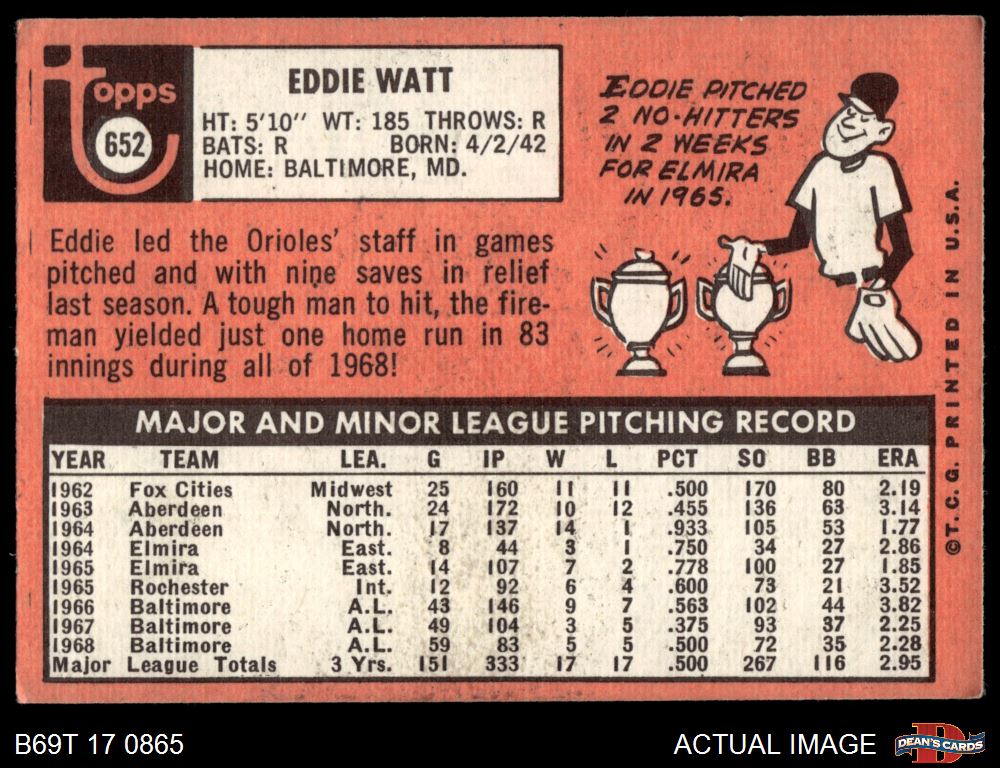 Topps
652
EDDIE WATT
HT: 5'10" WT: 185 THROWS: R
BATS: R BORN: 4/2/42
HOME: BALTIMORE, MD.
EDDIE PITCHED
2 NO-HITTERS
IN 2 WEEKS
FOR ELMIRA
IN 1965.
Eddie led the Orioles' staff in games
pitched and with nine saves in relief
last season. A tough man to hit, the fire-
man yielded just one home run in 83
innings during all of 1968!
MAJOR AND MINOR LEAGUE PITCHING RECORD
YEAR TEAM LEA. G IP W L PCT SO BB ERA
1962 Fox Cities Midwest 25 160 11 11 .500 170 80 2.19
1963 Aberdeen North. 24 172 10 12 .455 136 63 3.14
1964 Aberdeen North. 17 137 14 1 .933 105 53 1.77
1964 Elmira East. 8 44 3 1 .750 34 27 2.86
1965 Elmira East. 14 107 7 2 .778 100 27 1.85
1965 Rochester Int. 12 92 6 4 .600 73 21 3.52
1966 Baltimore A.L. 43 146 9 7 .563 102 44 3.82
1967 Baltimore A.L. 49 104 3 5 .375 93 37 2.25
1968 Baltimore A.L. 59 83 5 5 .500 72 35 2.28
Major League Totals 3 Yrs. 151 333 17 17 .500 267 116 2.95
©T.C.G. PRINTED IN U.S.A.
B69T 17 0865
ACTUAL IMAGE
DEAN'S CARDS